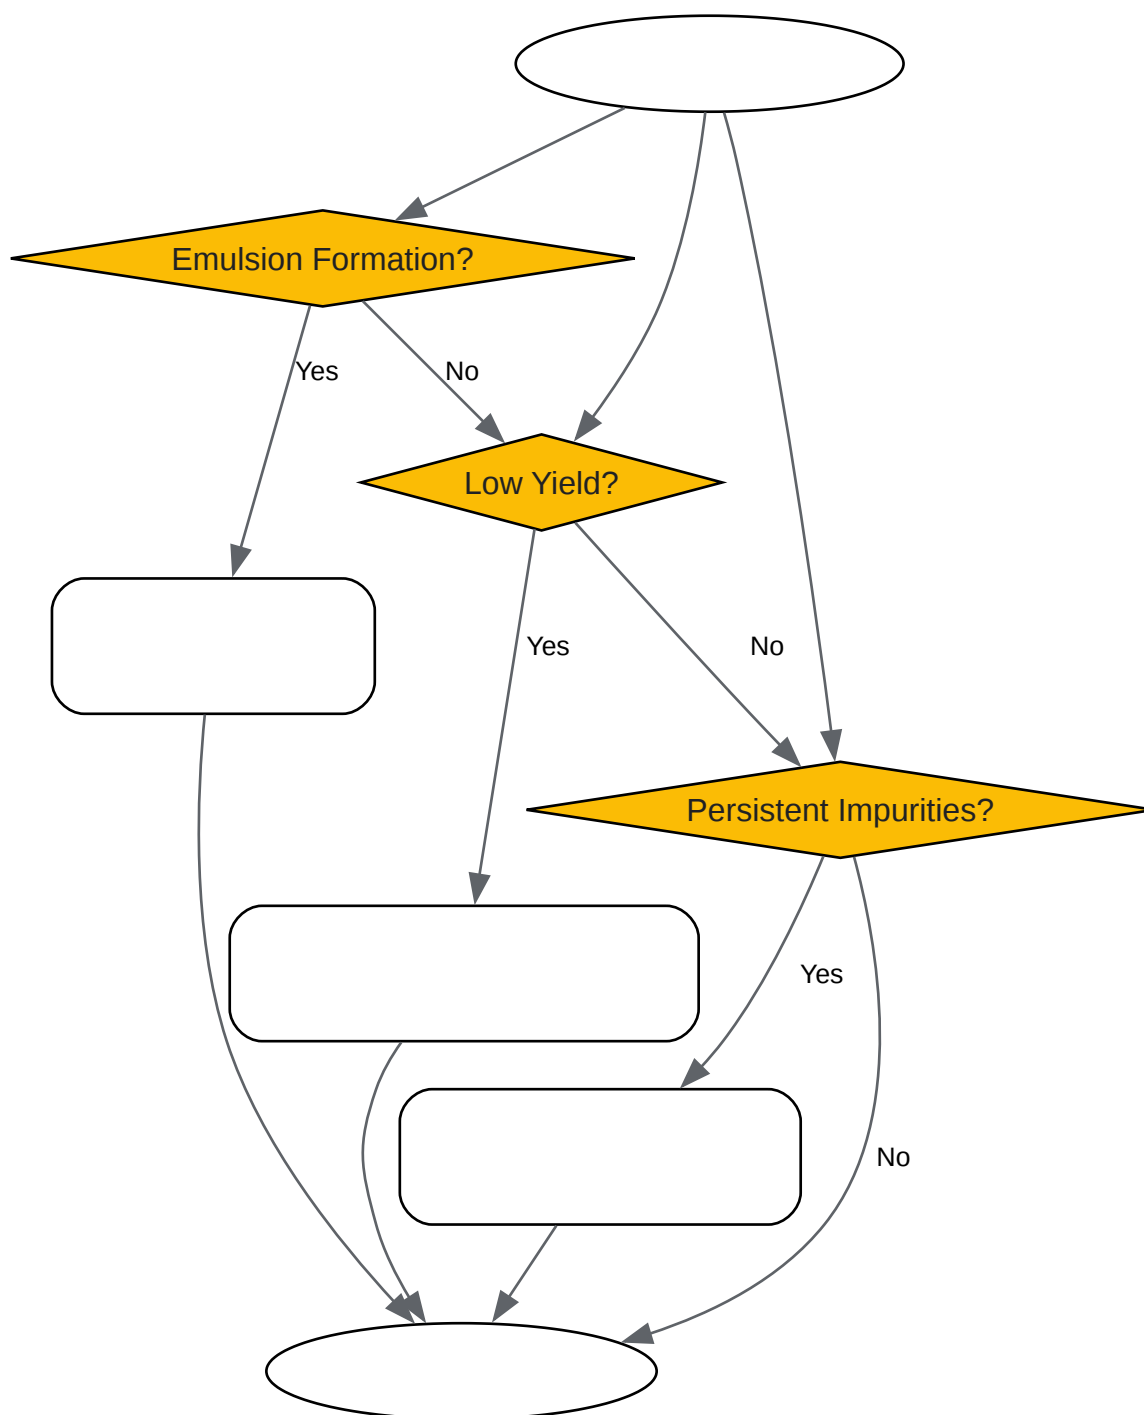 Emulsion Formation?
Yes
No
Low Yield?
Yes
No
Persistent Impurities?
Yes
No